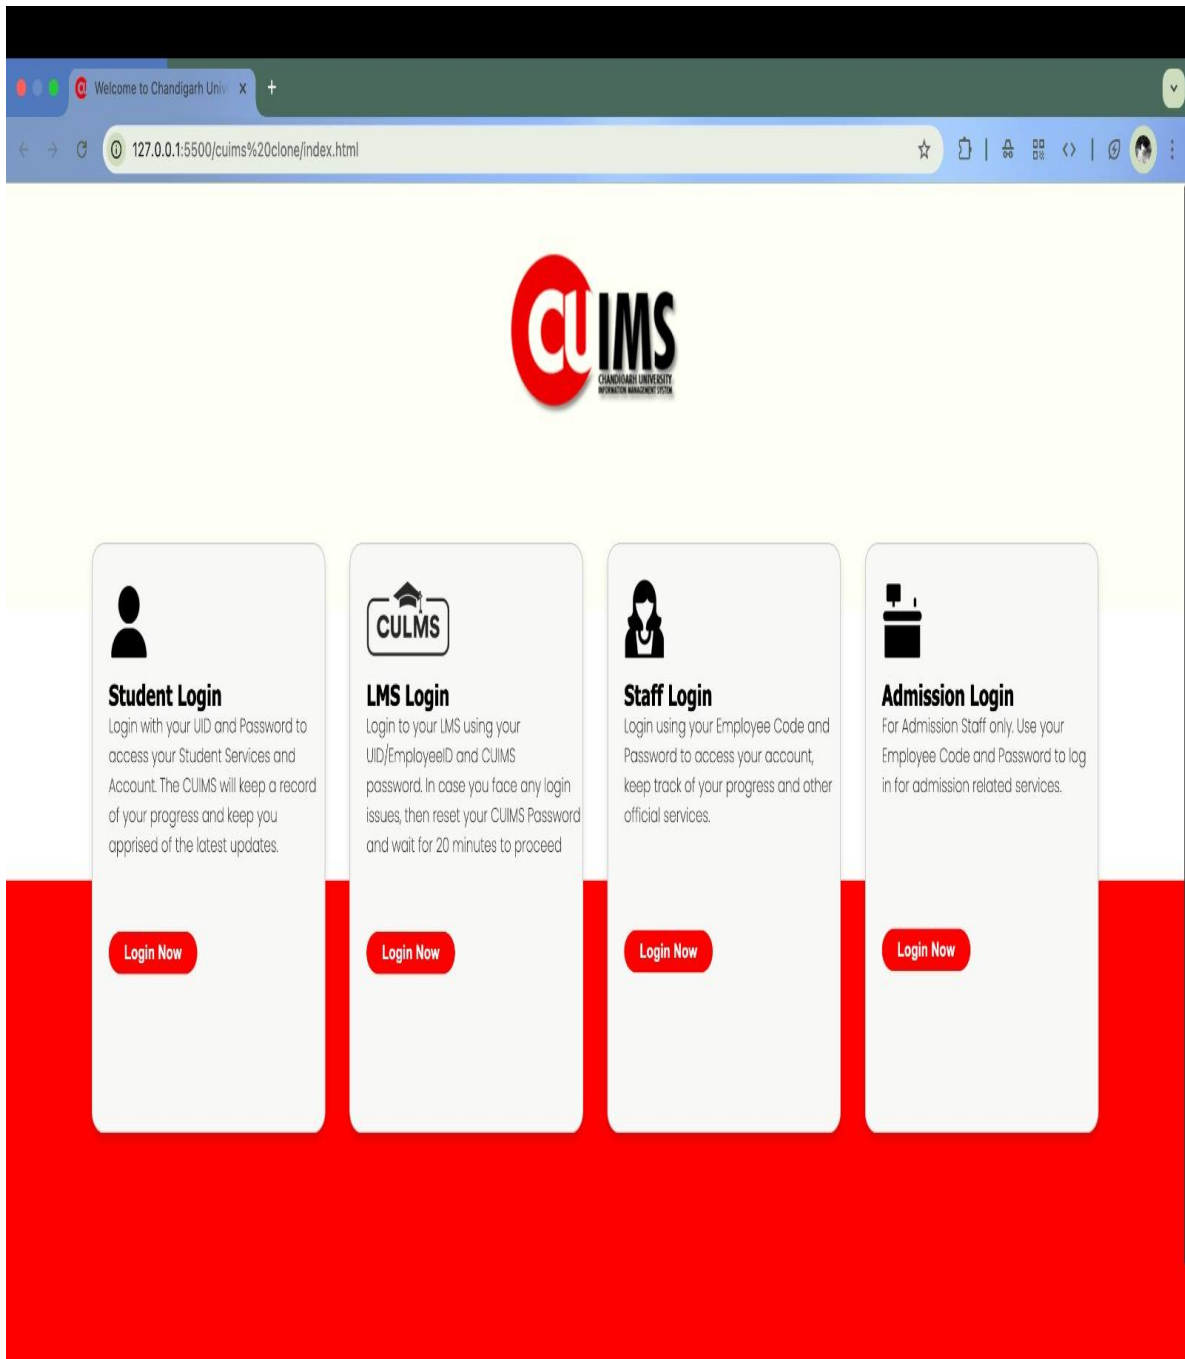 Welcome to Chandigarh Univ
127.0.0.1:5500/cuims%20clone/index.html
CUIMS
CHANDIGARH UNIVERSITY
INFORMATION MANAGEMENT SYSTEM
Student Login
Login with your UID and Password to
access your Student Services and
Account. The CUIMS will keep a record
of your progress and keep you
apprised of the latest updates.
Login Now
CULMS
LMS Login
Login to your LMS using your
UID/EmployeeID and CUIMS
password. In case you face any login
issues, then reset your CUIMS Password
and wait for 20 minutes to proceed
Login Now
Staff Login
Login using your Employee Code and
Password to access your account,
keep track of your progress and other
official services.
Login Now
Admission Login
For Admission Staff only. Use your
Employee Code and Password to log
in for admission related services.
Login Now